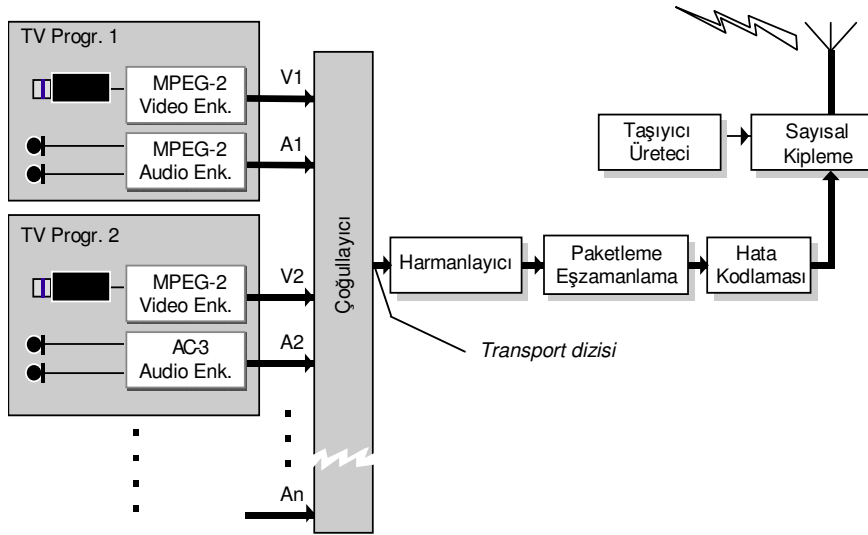 TV Progr. 1
MPEG-2
Video Enk.
V1
MPEG-2
Audio Enk.
A1
TV Progr. 2
MPEG-2
Video Enk.
V2
AC-3
Audio Enk.
A2
An
Çoğullayıcı
Harmanlayıcı
Paketleme
Eşzamanlama
Hata
Kodlaması
Taşıyıcı
Üreteci
Sayısal
Kipleme
Transport dizisi